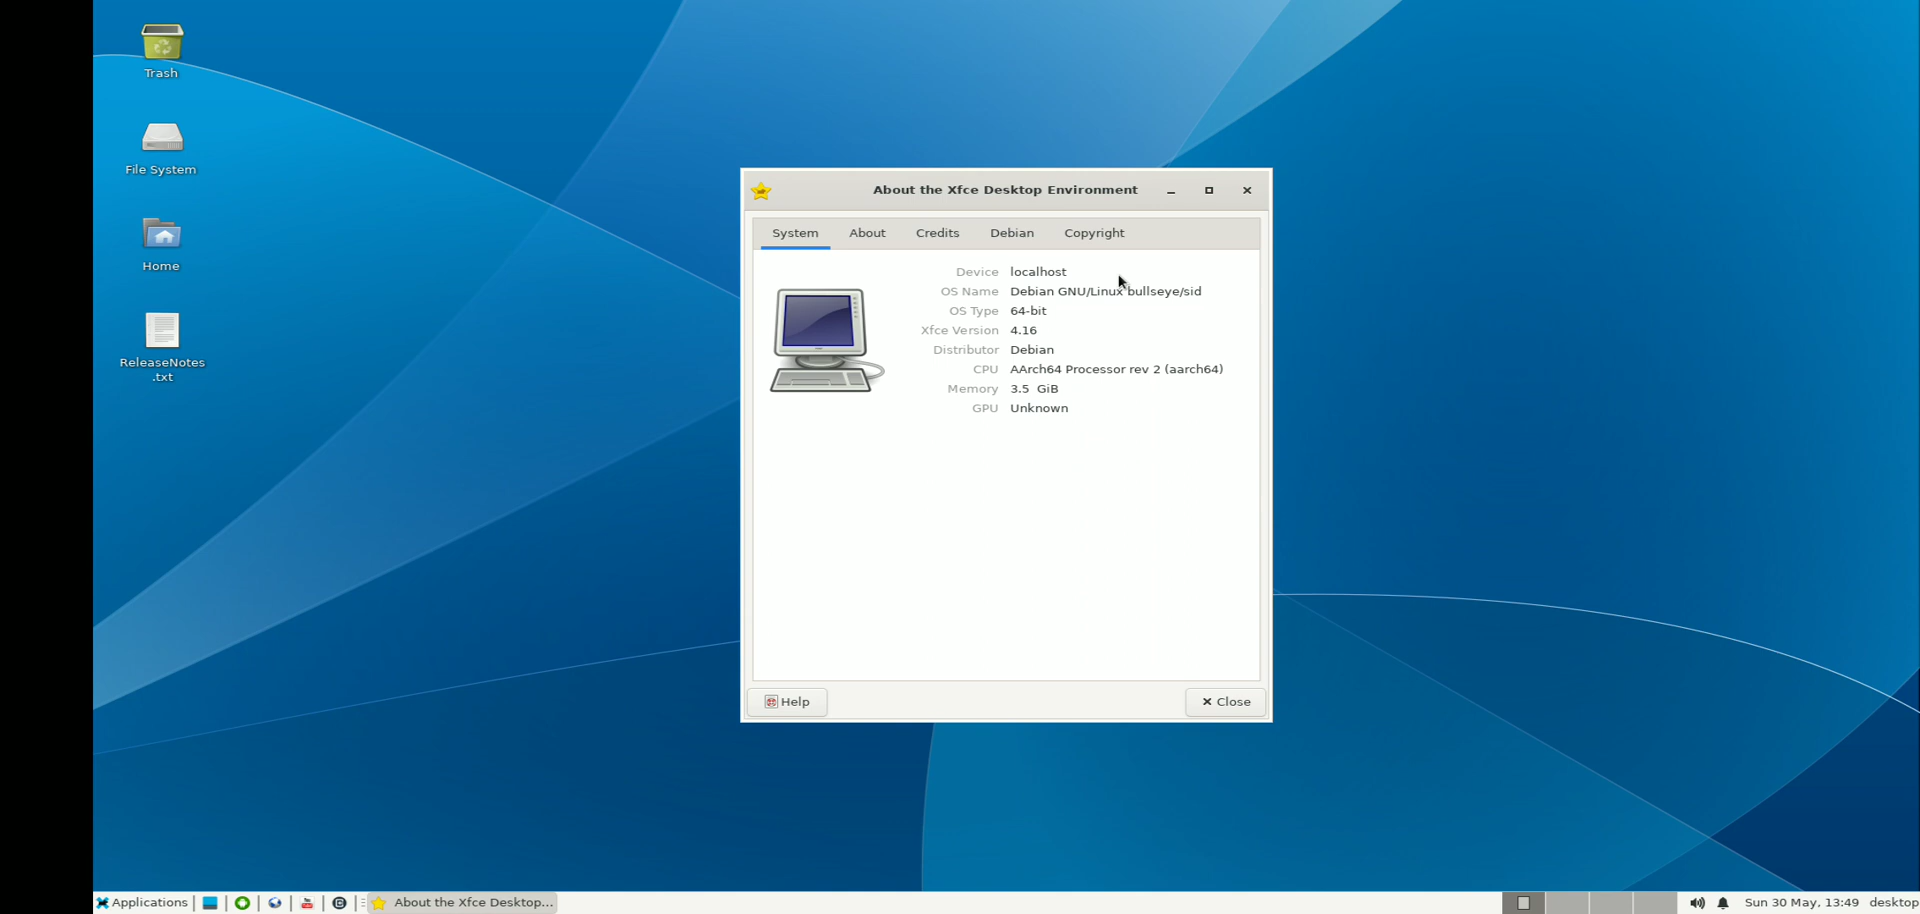 Trash
File System
Home
ReleaseNotes
.txt
About the Xfce Desktop Environment
System About Credits Debian Copyright
Device localhost
OS Name Debian GNU/Linux bullseye/sid
OS Type 64-bit
Xfce Version 4.16
Distributor Debian
CPU AArch64 Processor rev 2 (aarch64)
Memory 3.5 GiB
GPU Unknown
Help Close
Applications About the Xfce Desktop... Sun 30 May, 13:49 desktop